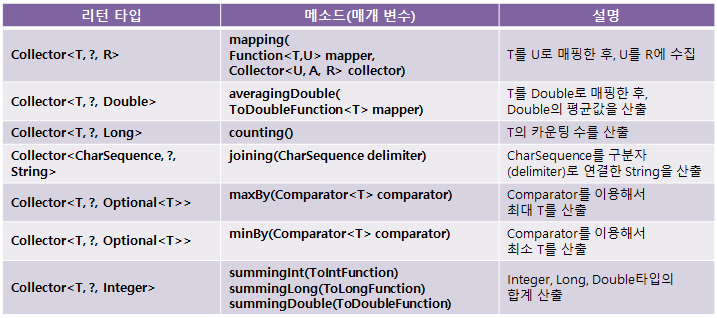 리턴 타입
메소드(매개 변수)
설명
Collector<T, ?, R>
mapping(
Function<T,U> mapper,
Collector<U, A, R> collector)
T를 U로 매핑한 후, U를 R에 수집
Collector<T, ?, Double>
averagingDouble(
ToDoubleFunction<T> mapper)
T를 Double로 매핑한 후,
Double의 평균값을 산출
Collector<T, ?, Long>
counting()
T의 카운팅 수를 산출
Collector<CharSequence, ?,
String>
joining(CharSequence delimiter)
CharSequence를 구분자
(delimiter)로 연결한 String을 산출
Collector<T, ?, Optional<T>>
maxBy(Comparator<T> comparator)
Comparator를 이용해서
최대 T를 산출
Collector<T, ?, Optional<T>>
minBy(Comparator<T> comparator)
Comparator를 이용해서
최소 T를 산출
Collector<T, ?, Integer>
summingInt(ToIntFunction)
summingLong(ToLongFunction)
summingDouble(ToDoubleFunction)
Integer, Long, Double타입의
합계 산출